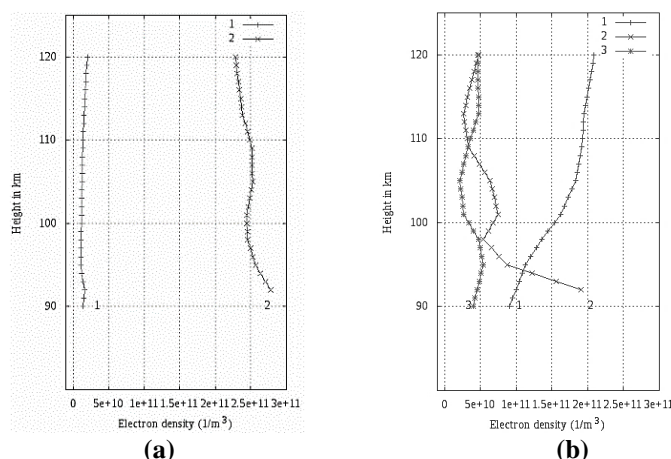 1
2
120
110
100
90
Height in km
1
2
0 5e+10 1e+11 1.5e+11 2e+11 2.5e+11 3e+11
Electron density (1/m³)
(a)
1
2
3
120
110
100
90
Height in km
3 1 2
0 5e+10 1e+11 1.5e+11 2e+11 2.5e+11 3e+11
Electron density (1/m³)
(b)